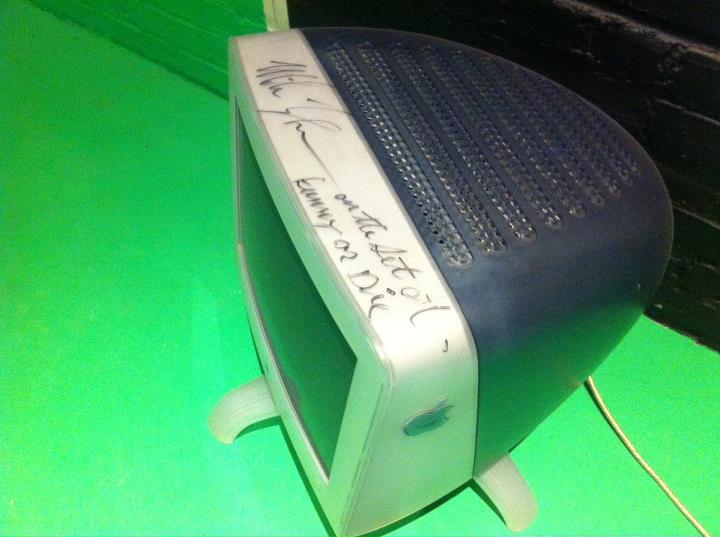 on the set of
Funny or Die